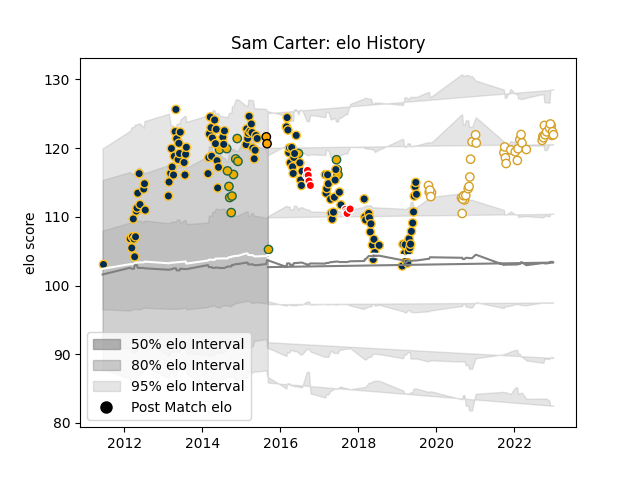 Sam Carter: elo History
elo score
130
120
110
100
90
80
50% elo Interval
80% elo Interval
95% elo Interval
Post Match elo
2012 2014 2016 2018 2020 2022